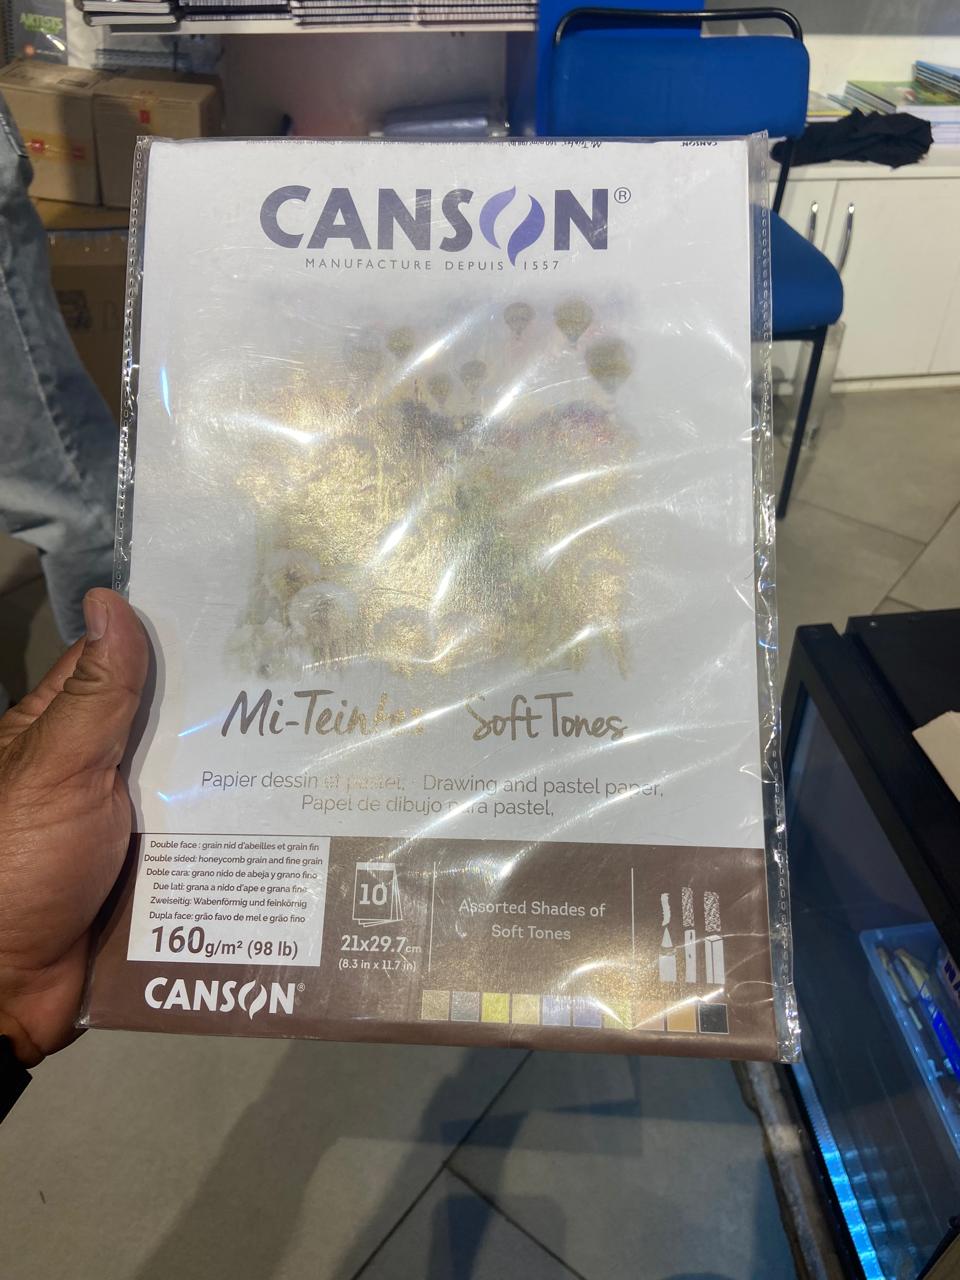 ARTISTS
CANSON®
MANUFACTURE DEPUIS 1557
Mi-Teintes SoftTones
Papier dessin et pastel, Drawing and pastel paper,
Papel de dibujo para pastel,
Double face : grain nid d'abeilles et grain fin
Double sided: honeycomb grain and fine grain
Doble cara: grano nido de abeja y grano fino
Due lati: grana a nido d'ape e grana fine
Zweiseitig: Wabenförmig und feinkörnig
Dupla face: grão favo de mel e grão fino
160g/m² (98 lb)
10
21x29.7cm
(8.3 in x 11.7 in)
Assorted Shades of
Soft Tones
CANSON®